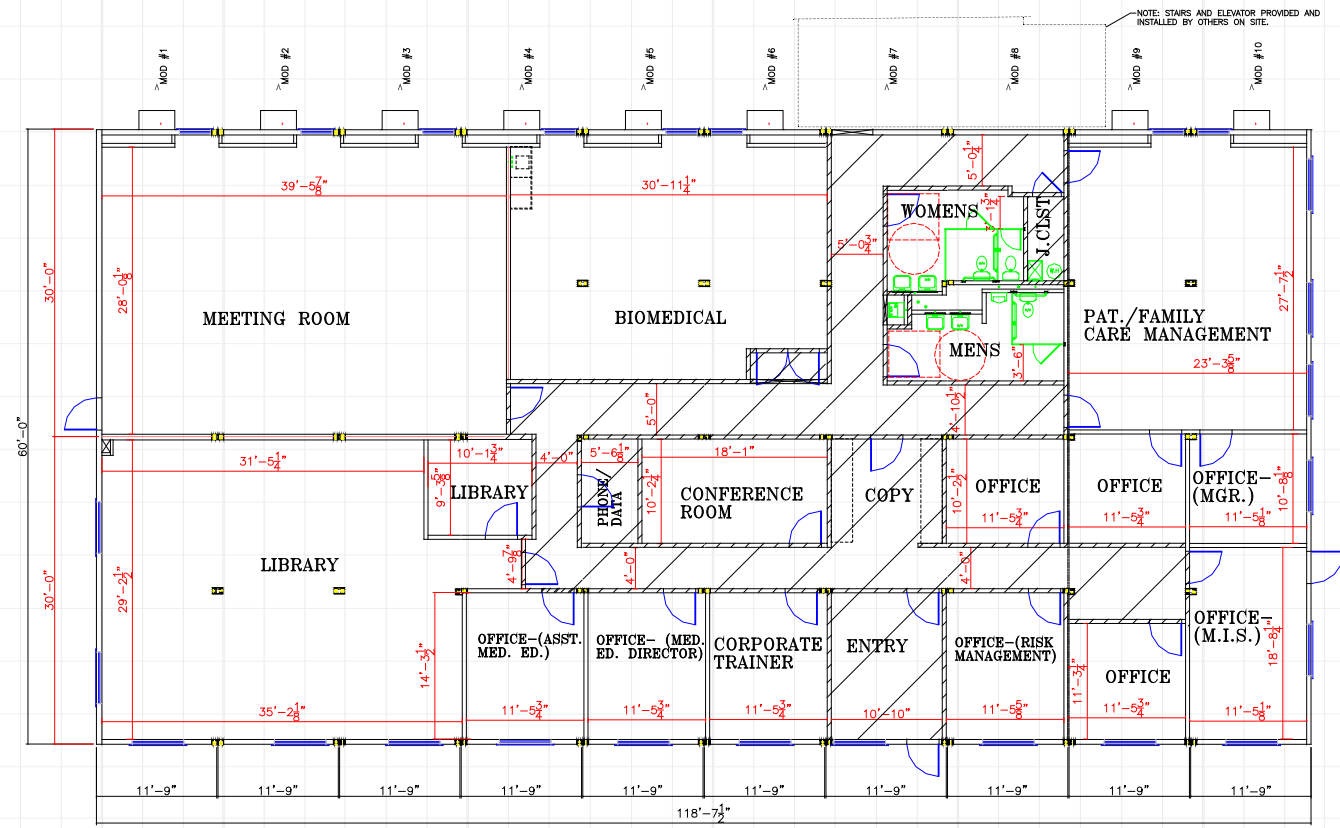 NOTE: STAIRS AND ELEVATOR PROVIDED AND
INSTALLED BY OTHERS ON SITE.
>MOD #1
>MOD #2
>MOD #3
>MOD #4
>MOD #5
>MOD #6
>MOD #7
>MOD #8
>MOD #9
>MOD #10
39'-5 7/8"
30'-11 1/4"
5'-0 1/4"
WOMENS
3'-1 3/4"
J.CLST
5'-0 3/4"
30'-0"
28'-0 1/8"
27'-7 1/2"
MEETING ROOM
BIOMEDICAL
PAT./FAMILY
CARE MANAGEMENT
MENS
3'-6"
23'-3 5/8"
5'-0"
4'-10 1/2"
60'-0"
31'-5 1/4"
10'-1 3/4"
4'-0"
5'-6 1/8"
18'-1"
9'-3 5/8"
LIBRARY
PHONE/
DATA
10'-2 1/4"
CONFERENCE
ROOM
COPY
10'-2 1/2"
OFFICE
11'-5 3/4"
OFFICE
11'-5 3/4"
OFFICE-
(MGR.)
10'-8 1/8"
11'-5 1/8"
LIBRARY
4'-9 7/8"
4'-0"
4'-0"
30'-0"
29'-2 1/2"
14'-3 1/2"
OFFICE-(ASST.
MED. ED.)
OFFICE- (MED.
ED. DIRECTOR)
CORPORATE
TRAINER
ENTRY
OFFICE-(RISK
MANAGEMENT)
OFFICE
11'-3 1/4"
OFFICE-
(M.I.S.)
18'-8 1/4"
35'-2 1/8"
11'-5 3/4"
11'-5 3/4"
11'-5 3/4"
10'-10"
11'-5 5/8"
11'-5 3/4"
11'-5 1/8"
11'-9"
11'-9"
11'-9"
11'-9"
11'-9"
11'-9"
11'-9"
11'-9"
11'-9"
11'-9"
118'-7 1/2"